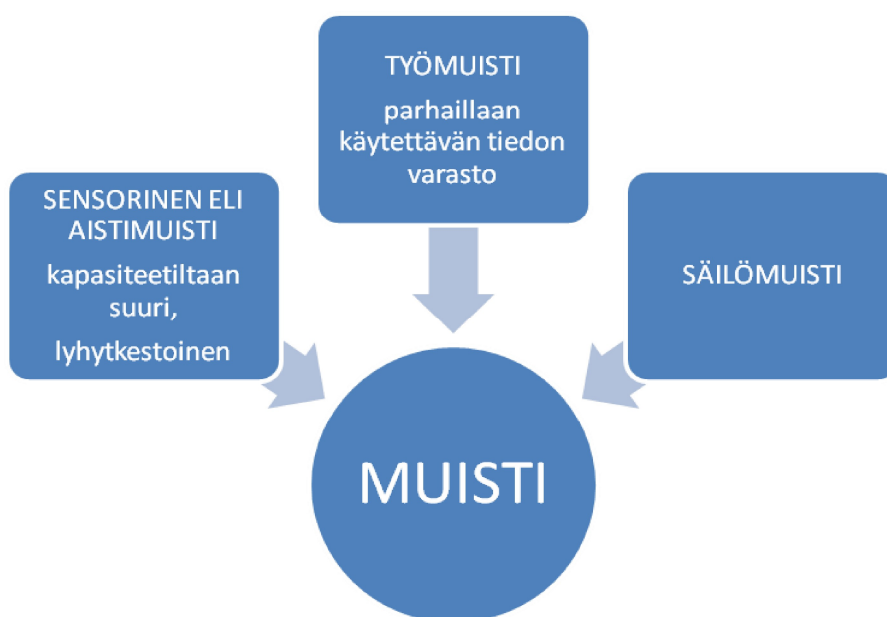 TYÖMUISTI
parhaillaan
käytettävän tiedon
varasto
SENSORINEN ELI
AISTIMUISTI
kapasiteetiltaan
suuri,
lyhytkestoinen
SÄILÖMUISTI
MUISTI